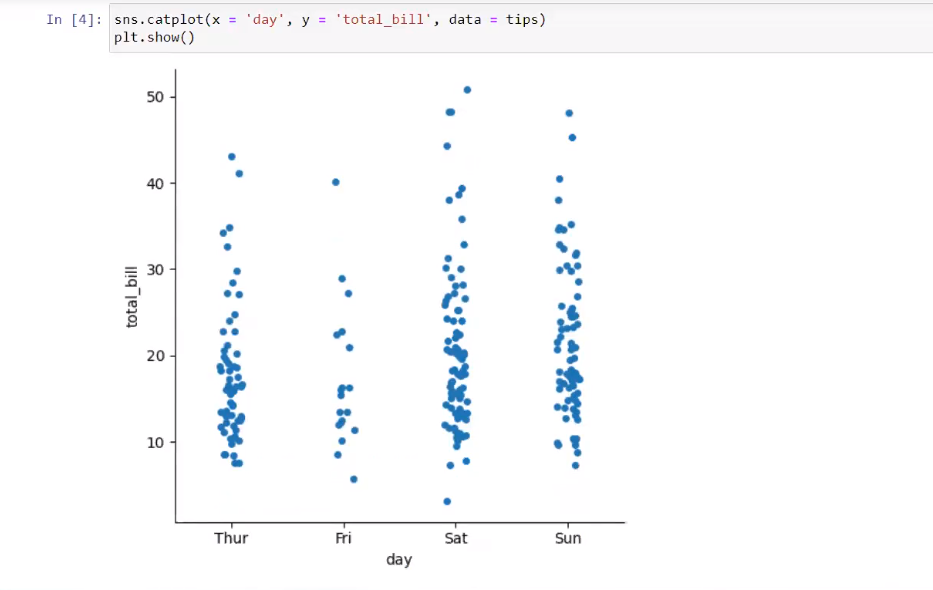 In [4]: sns.catplot(x = 'day', y = 'total_bill', data = tips)
plt.show()
50
40
30
20
10
total_bill
Thur Fri Sat Sun
day